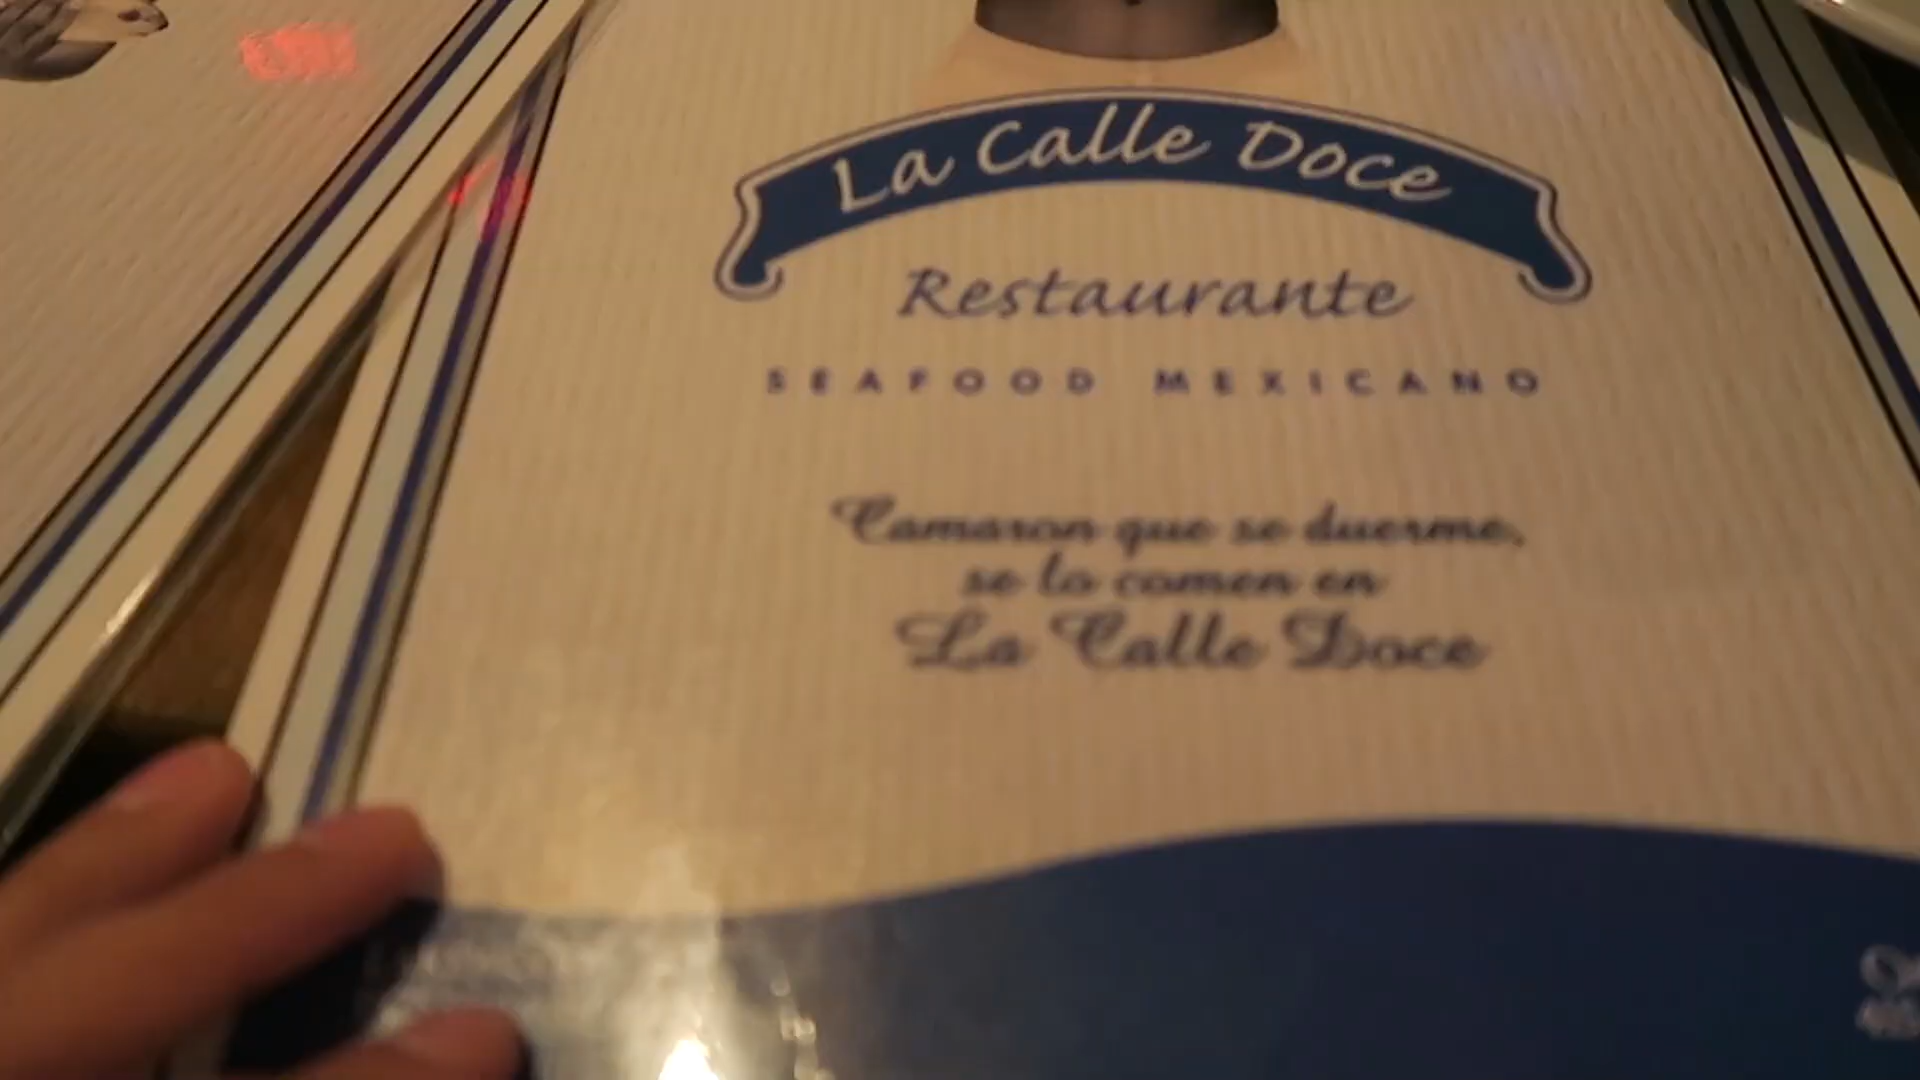 La Calle Doce
Restaurante
SEAFOOD MEXICANO
Camaron que se duerme,
se lo comen en
La Calle Doce